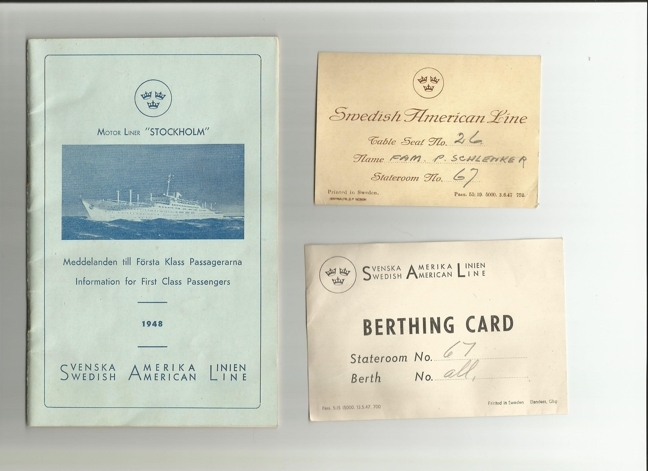 MOTOR LINER "STOCKHOLM"
Meddelanden till Första Klass Passagerarna
Information for First Class Passengers
1948
SVENSKA AMERIKA LINIEN
SWEDISH AMERICAN LINE
Swedish American Line
Table Seat No. 26
Name FAM. P. SCHLENKER
Stateroom No. 67
Printed in Sweden.
SVENSKA AMERIKA LINIEN
SWEDISH AMERICAN LINE
BERTHING CARD
Stateroom No. 67
Berth No. all.
Printed in Sweden